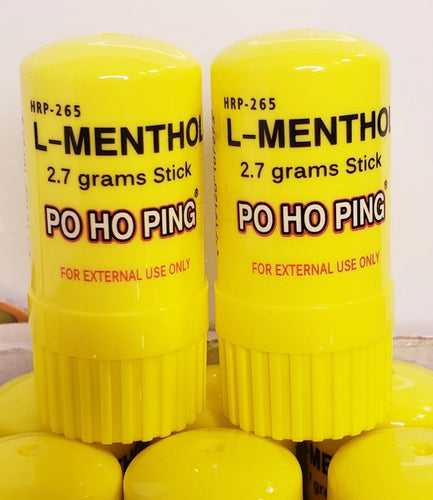 HRP-265
L-MENTHOL
2.7 grams Stick
PO HO PING®
FOR EXTERNAL USE ONLY
HRP-265
L-MENTHO
2.7 grams Stick
PO HO PING®
FOR EXTERNAL USE ONLY